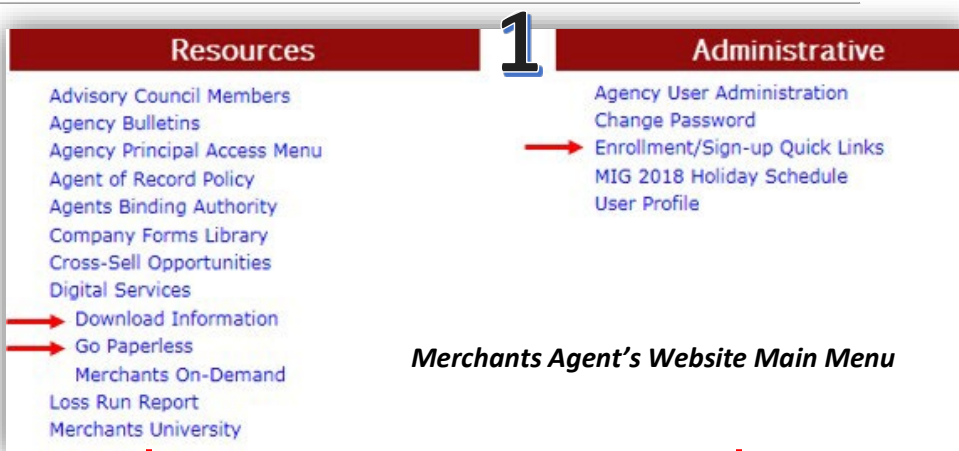 Resources
Advisory Council Members
Agency Bulletins
Agency Principal Access Menu
Agent of Record Policy
Agents Binding Authority
Company Forms Library
Cross-Sell Opportunities
Digital Services
Download Information
Go Paperless
Merchants On-Demand
Loss Run Report
Merchants University
1
Administrative
Agency User Administration
Change Password
Enrollment/Sign-up Quick Links
MIG 2018 Holiday Schedule
User Profile
Merchants Agent’s Website Main Menu